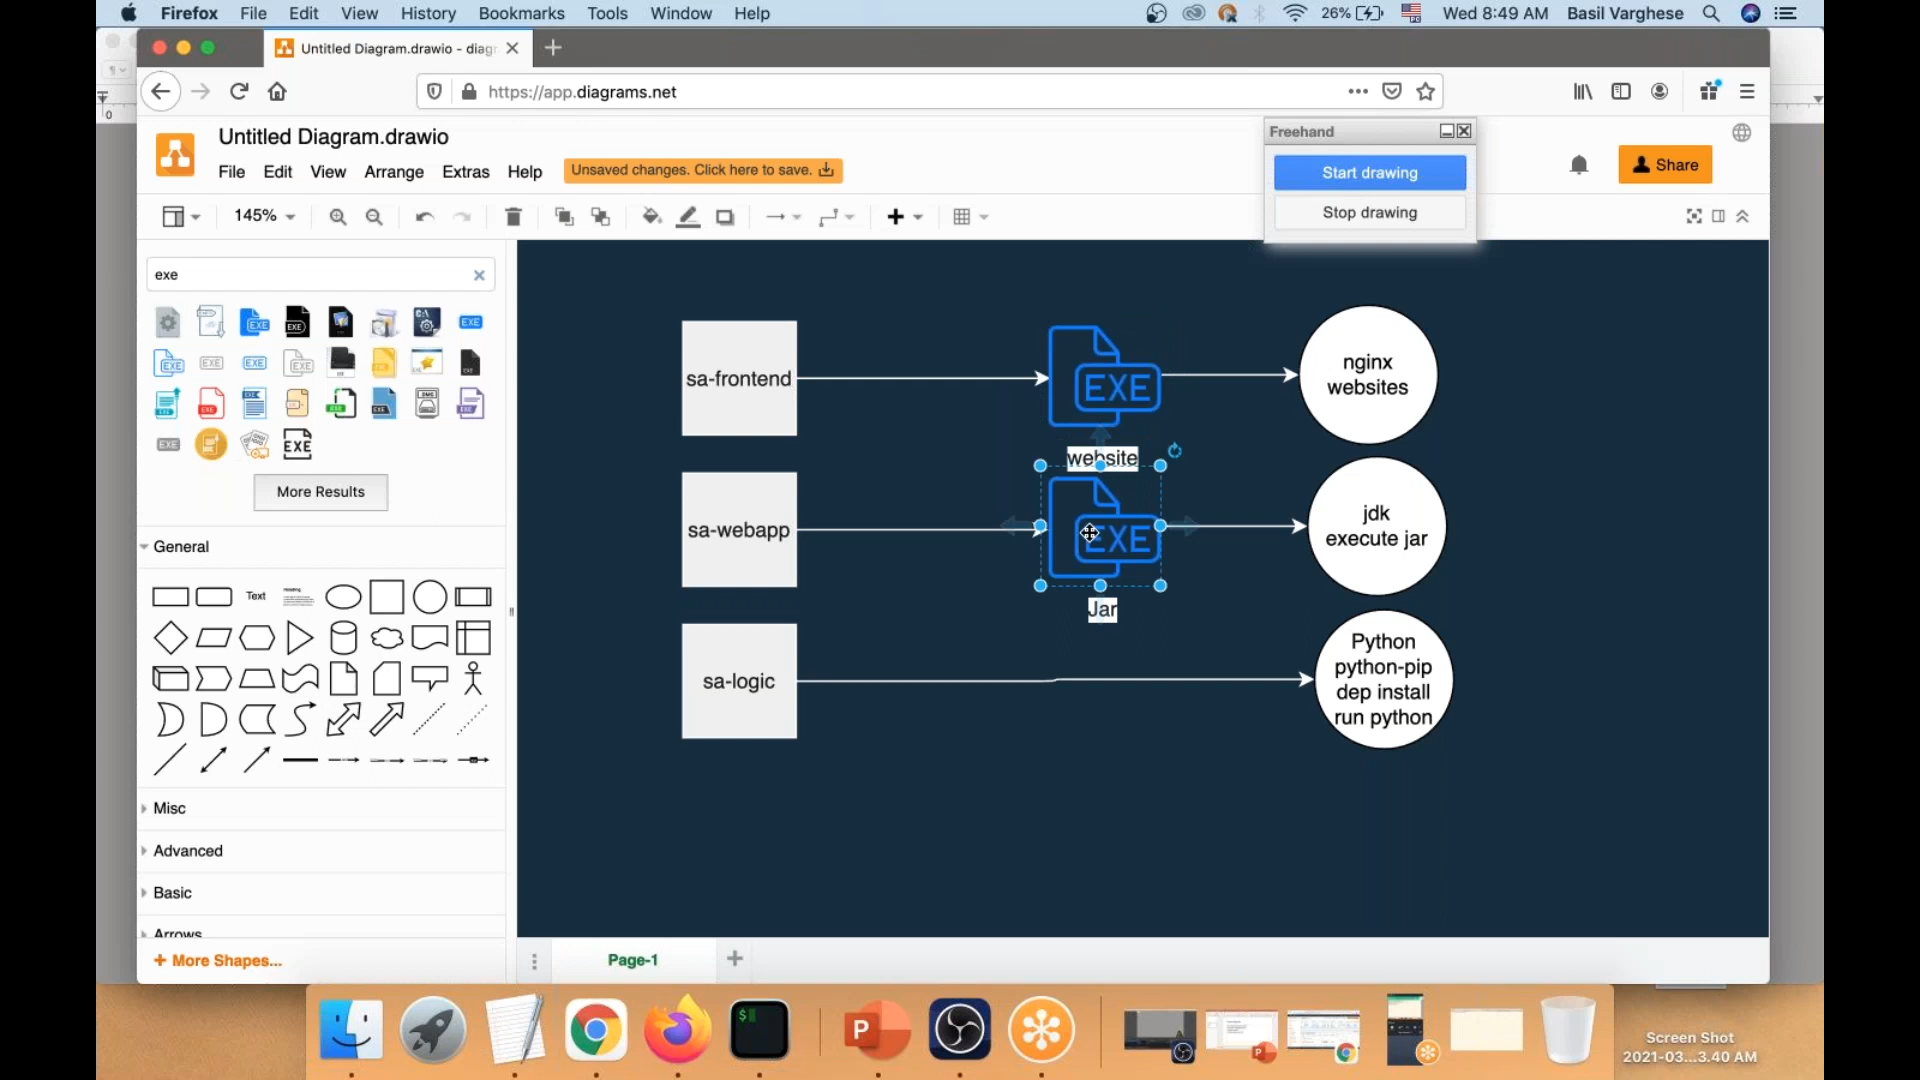 Firefox File Edit View History Bookmarks Tools Window Help 26% Wed 8:49 AM Basil Varghese
Untitled Diagram.drawio - diag
https://app.diagrams.net
Untitled Diagram.drawio
File Edit View Arrange Extras Help Unsaved changes. Click here to save.
Freehand
Start drawing
Stop drawing
Share
145%
exe
More Results
General
Text
Misc
Advanced
Basic
Arrows
+ More Shapes...
sa-frontend
EXE
website
nginx
websites
sa-webapp
EXE
Jar
jdk
execute jar
sa-logic
Python
python-pip
dep install
run python
Page-1
Screen Shot
2021-03...3.40 AM